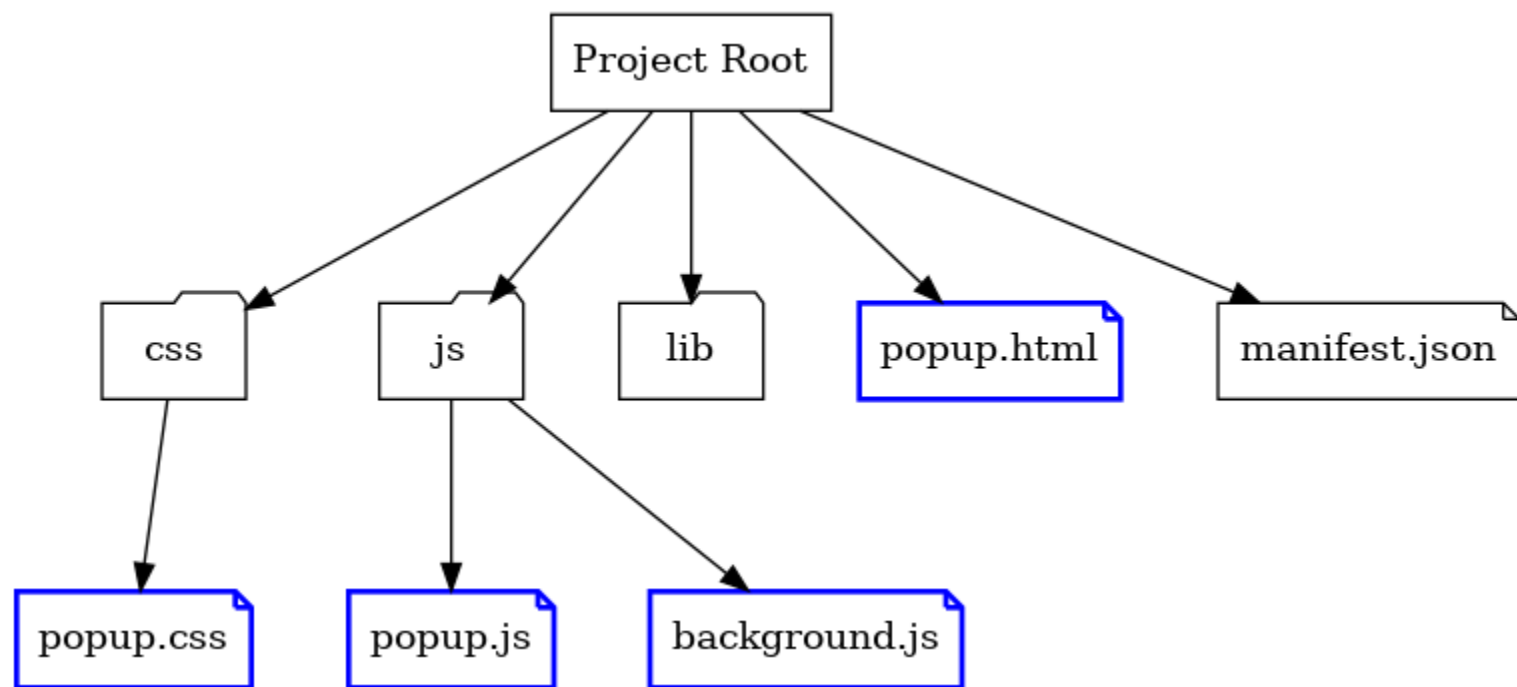 Project Root
css
js
lib
popup.html
manifest.json
popup.css
popup.js
background.js